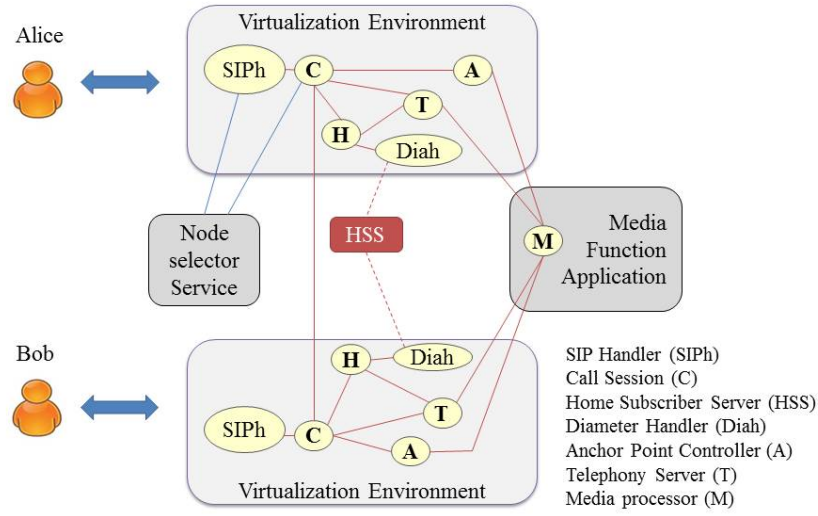 Alice
Virtualization Environment
SIPh
C
A
T
H
Diah
Node
selector
Service
HSS
M
Media
Function
Application
Bob
H
Diah
T
SIPh
C
A
Virtualization Environment
SIP Handler (SIPh)
Call Session (C)
Home Subscriber Server (HSS)
Diameter Handler (Diah)
Anchor Point Controller (A)
Telephony Server (T)
Media processor (M)